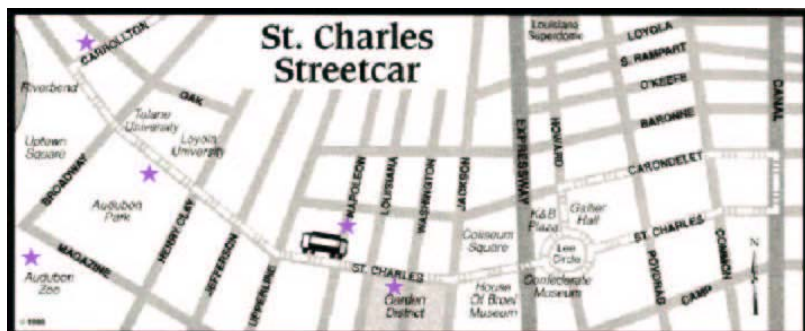 St. Charles
Streetcar
CARROLLTON
Riverbend
OAK
Tulane
University
Loyola
University
Uptown
Square
BROADWAY
Audubon
Park
MAGAZINE
Audubon
Zoo
HENRY CLAY
JEFFERSON
UPPERLINE
NAPOLEON
LOUISIANA
WASHINGTON
JACKSON
ST. CHARLES
Garden
District
Coliseum
Square
House
Of Broel
Museum
Louisiana
Superdome
EXPRESSWAY
HOWARD
LOYOLA
S. RAMPART
O'KEEFE
BARONNE
CARONDELET
CANAL
K&B
Plaza
Gallier
Hall
Lee
Circle
ST. CHARLES
Confederate
Museum
POYDRAS
COMMON
CAMP
N